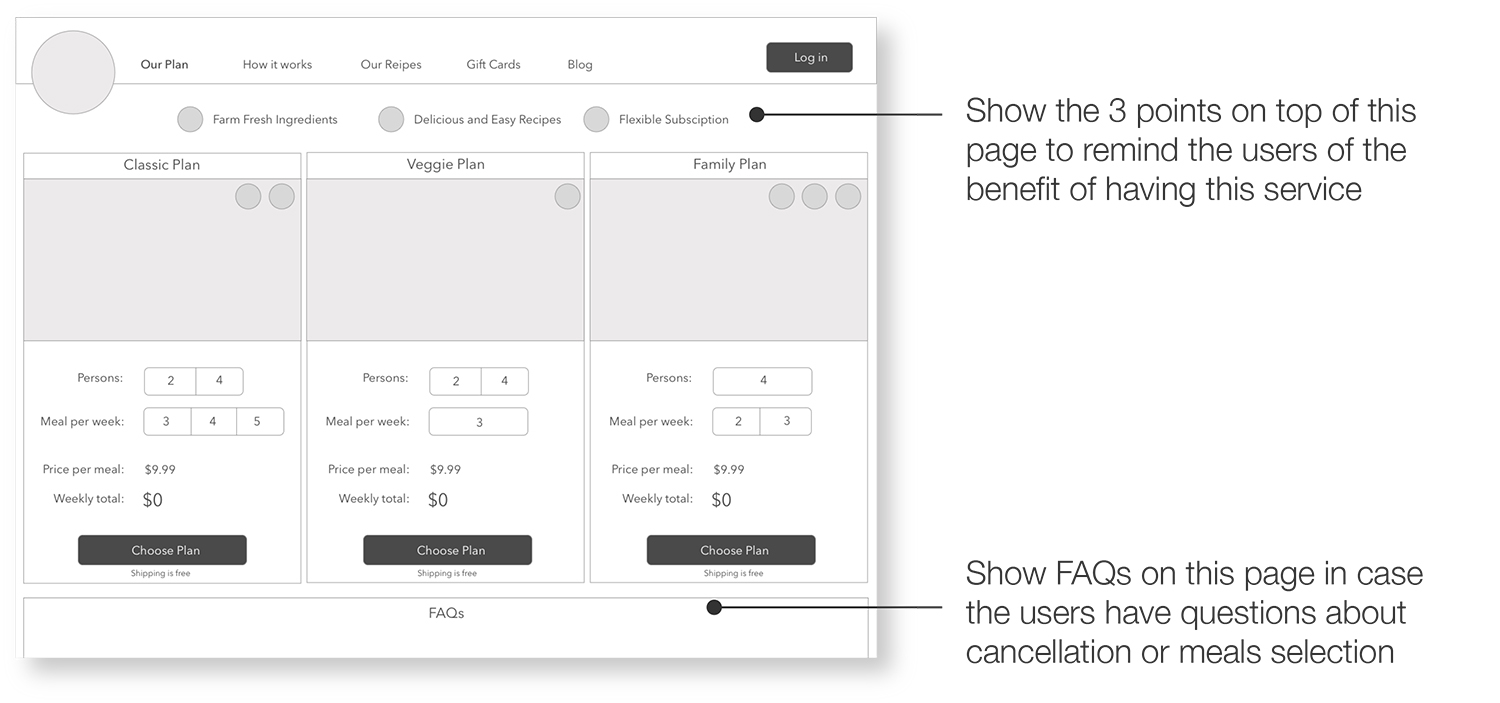 Our Plan How it works Our Reipes Gift Cards Blog Log in
Farm Fresh Ingredients Delicious and Easy Recipes Flexible Subsciption
Show the 3 points on top of this
page to remind the users of the
benefit of having this service
Classic Plan
Persons: 2 4
Meal per week: 3 4 5
Price per meal: $9.99
Weekly total: $0
Choose Plan
Shipping is free
Veggie Plan
Persons: 2 4
Meal per week: 3
Price per meal: $9.99
Weekly total: $0
Choose Plan
Shipping is free
Family Plan
Persons: 4
Meal per week: 2 3
Price per meal: $9.99
Weekly total: $0
Choose Plan
Shipping is free
FAQs
Show FAQs on this page in case
the users have questions about
cancellation or meals selection